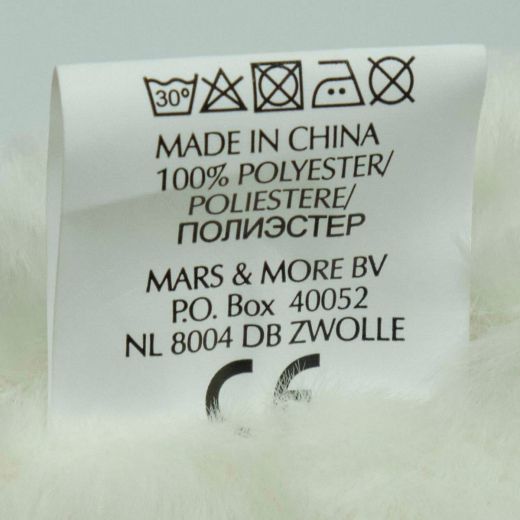 30°
MADE IN CHINA
100% POLYESTER/
POLIESTERE/
ПОЛИЭСТЕР
MARS & MORE BV
P.O. Box 40052
NL 8004 DB ZWOLLE
CE